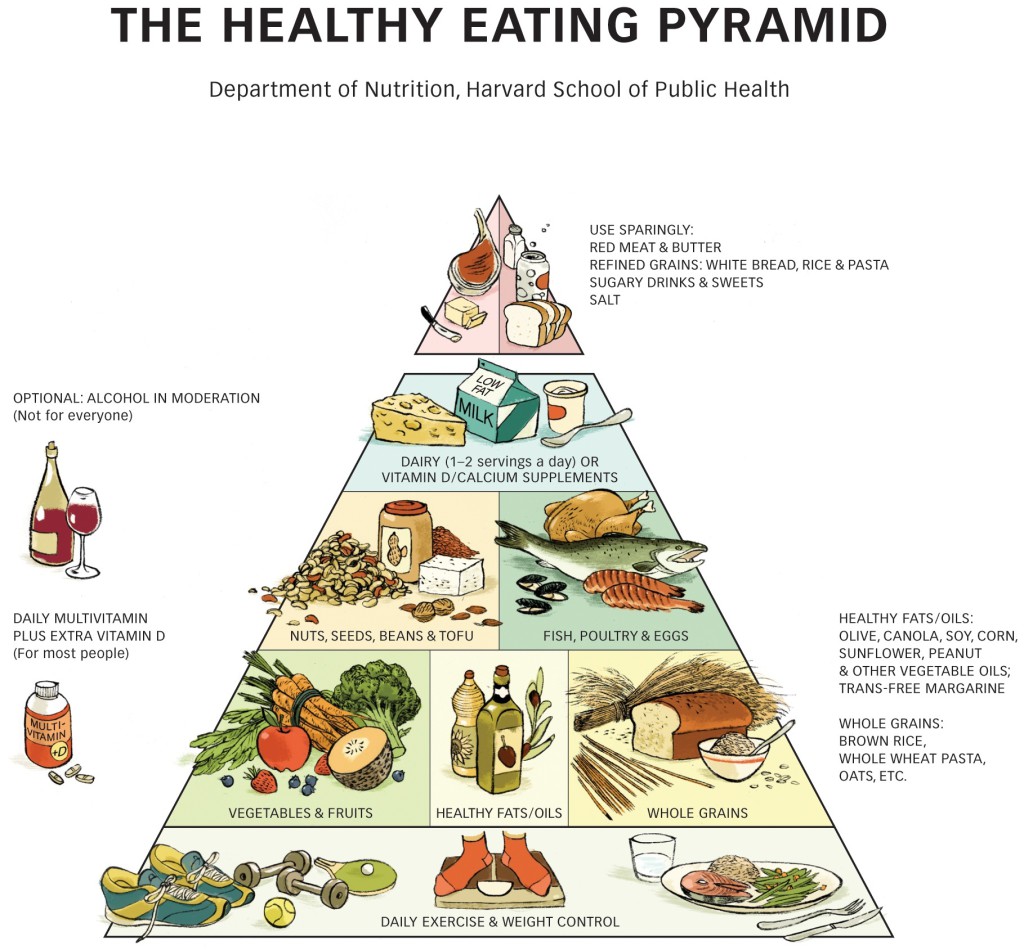 THE HEALTHY EATING PYRAMID
Department of Nutrition, Harvard School of Public Health
USE SPARINGLY:
RED MEAT & BUTTER
REFINED GRAINS: WHITE BREAD, RICE & PASTA
SUGARY DRINKS & SWEETS
SALT
OPTIONAL: ALCOHOL IN MODERATION
(Not for everyone)
LOW
FAT
MILK
DAIRY (1–2 servings a day) OR
VITAMIN D/CALCIUM SUPPLEMENTS
NUTS, SEEDS, BEANS & TOFU
FISH, POULTRY & EGGS
DAILY MULTIVITAMIN
PLUS EXTRA VITAMIN D
(For most people)
MULTI-
VITAMIN
+D
HEALTHY FATS/OILS:
OLIVE, CANOLA, SOY, CORN,
SUNFLOWER, PEANUT
& OTHER VEGETABLE OILS;
TRANS-FREE MARGARINE
WHOLE GRAINS:
BROWN RICE,
WHOLE WHEAT PASTA,
OATS, ETC.
VEGETABLES & FRUITS
HEALTHY FATS/OILS
WHOLE GRAINS
DAILY EXERCISE & WEIGHT CONTROL